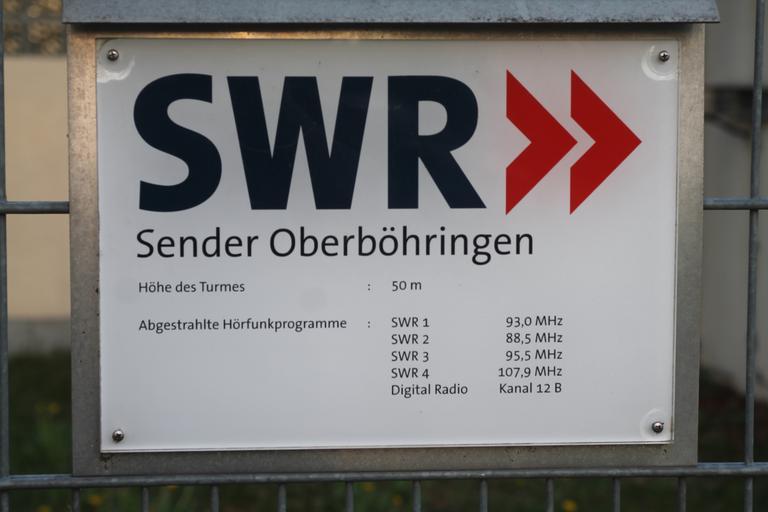 SWR
Sender Oberböhringen
Höhe des Turmes : 50 m
Abgestrahlte Hörfunkprogramme : SWR 1 93,0 MHz
SWR 2 88,5 MHz
SWR 3 95,5 MHz
SWR 4 107,9 MHz
Digital Radio Kanal 12 B